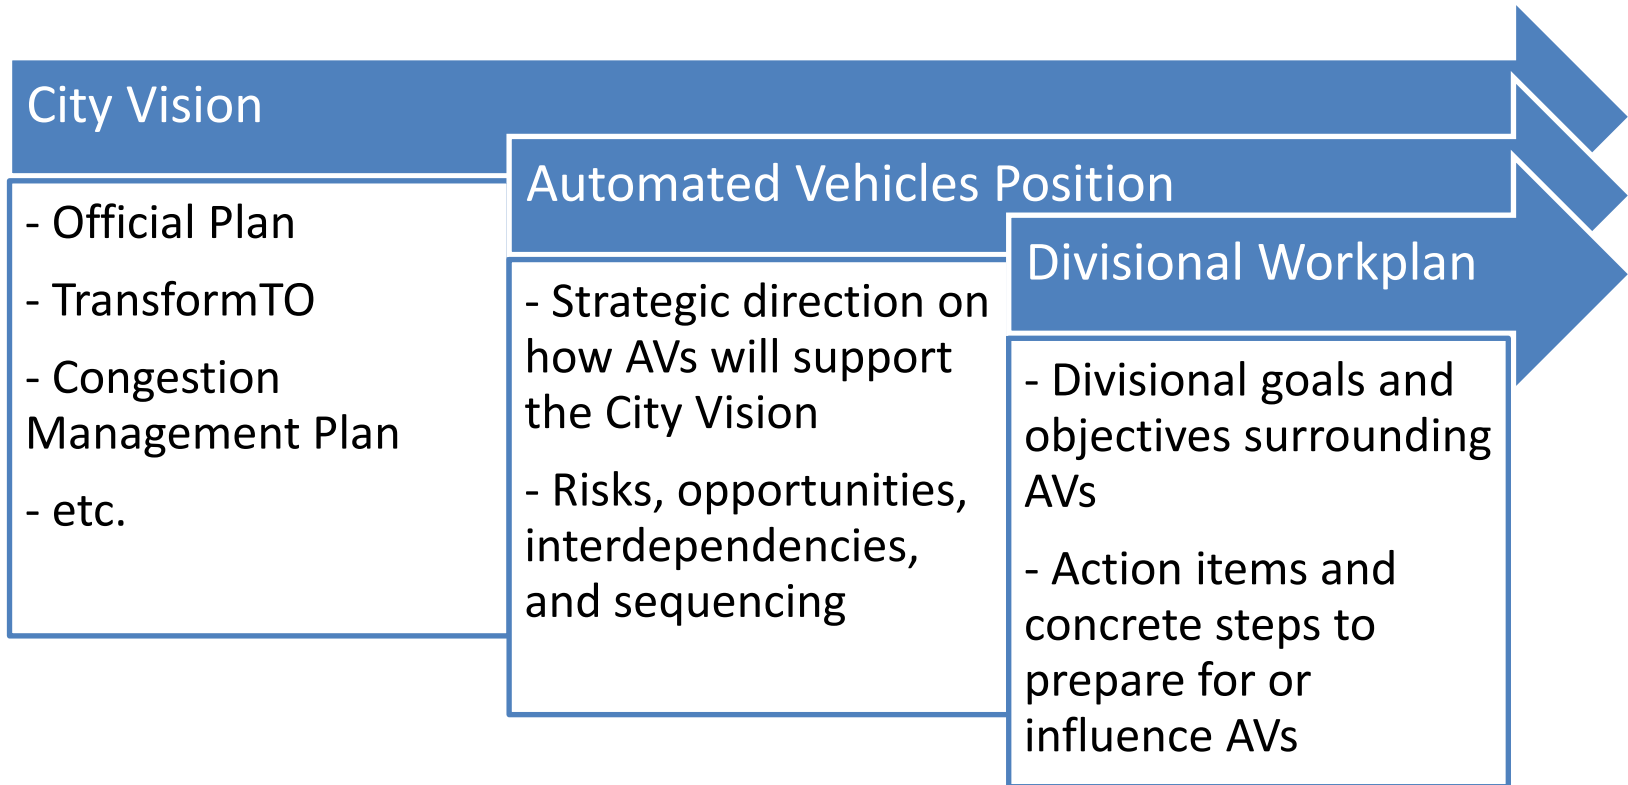 City Vision
- Official Plan
- TransformTO
- Congestion
Management Plan
- etc.
Automated Vehicles Position
- Strategic direction on
how AVs will support
the City Vision
- Risks, opportunities,
interdependencies,
and sequencing
Divisional Workplan
- Divisional goals and
objectives surrounding
AVs
- Action items and
concrete steps to
prepare for or
influence AVs